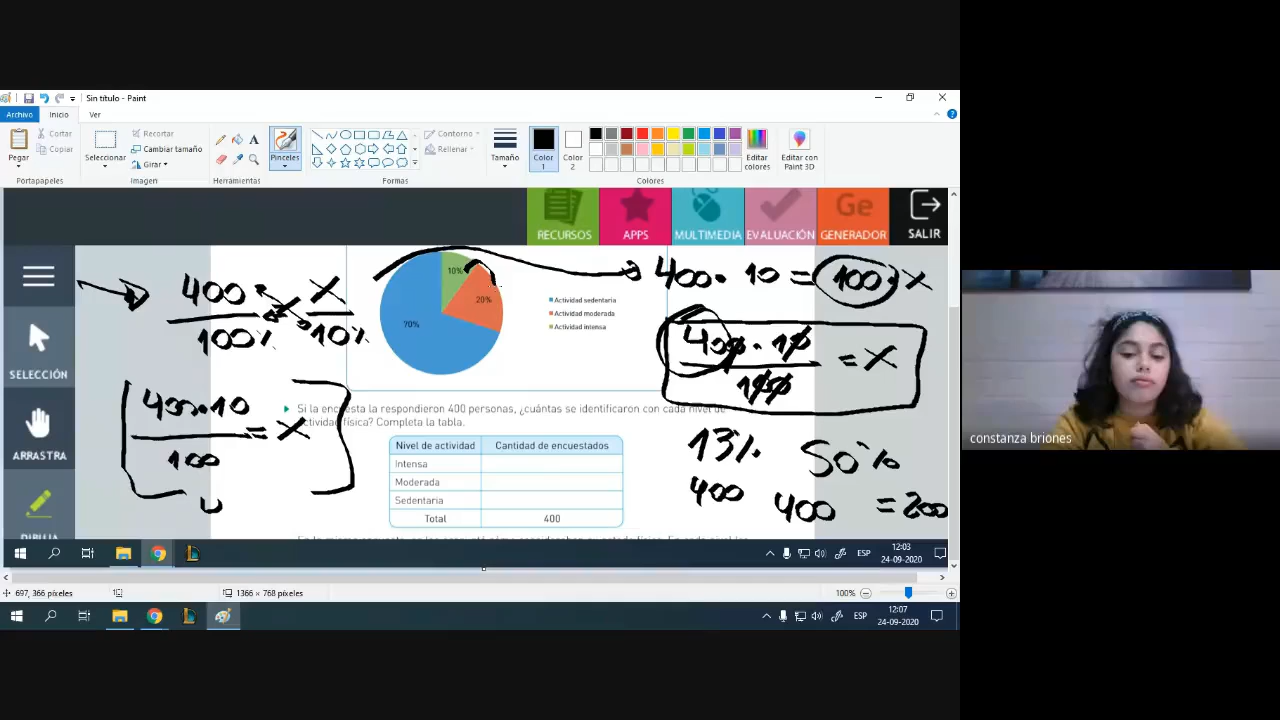 Sin título - Paint
Archivo Inicio Ver
Pegar Cortar Copiar
Portapapeles
Seleccionar Recortar Cambiar tamaño Girar
Imagen
A
Herramientas
Pinceles
Contorno Rellenar
Formas
Tamaño
Color 1
Color 2
Editar colores
Editar con Paint 3D
Colores
RECURSOS APPS MULTIMEDIA EVALUACIÓN Ge GENERADOR SALIR
SELECCIÓN
ARRASTRA
DIBUJA
400 x
100% 10%
400·10
100 = X
10%
20%
70%
Actividad sedentaria
Actividad moderada
Actividad intensa
400 · 10 = 100 · X
400 · 10
100 = X
13% 50%
400 400 = 200
Si la encuesta la respondieron 400 personas, ¿cuántas se identificaron con cada nivel de
actividad física? Completa la tabla.
Nivel de actividad Cantidad de encuestados
Intensa
Moderada
Sedentaria
Total 400
ESP 12:03
24-09-2020
697, 366 píxeles 1366 × 768 píxeles 100%
ESP 12:07
24-09-2020
constanza briones